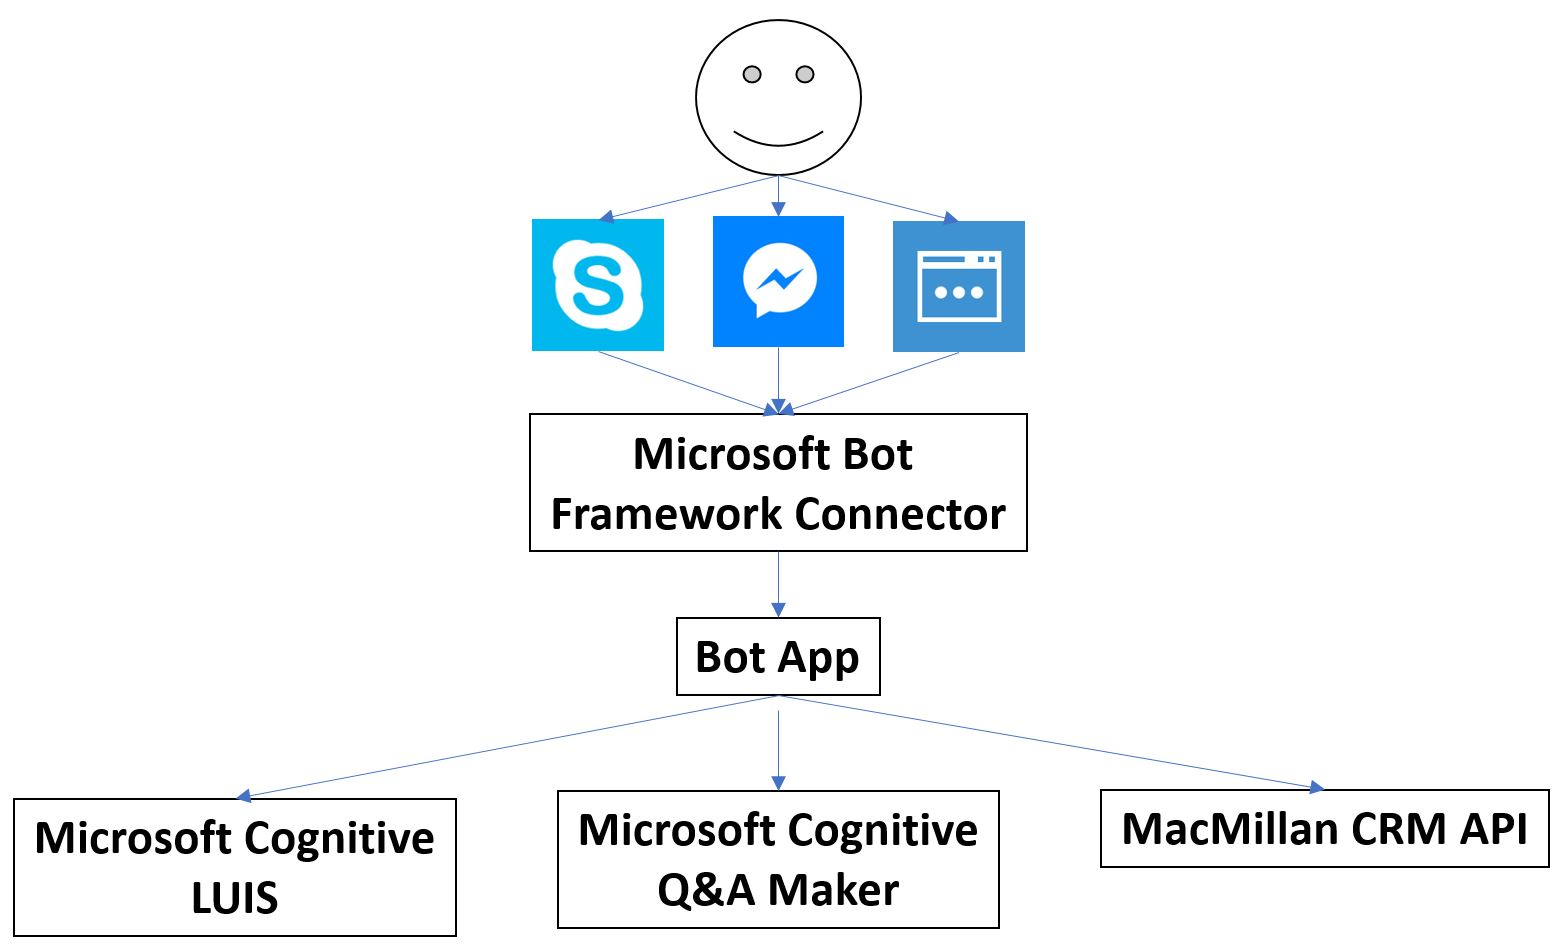 S
Microsoft Bot
Framework Connector
Bot App
Microsoft Cognitive
LUIS
Microsoft Cognitive
Q&A Maker
MacMillan CRM API